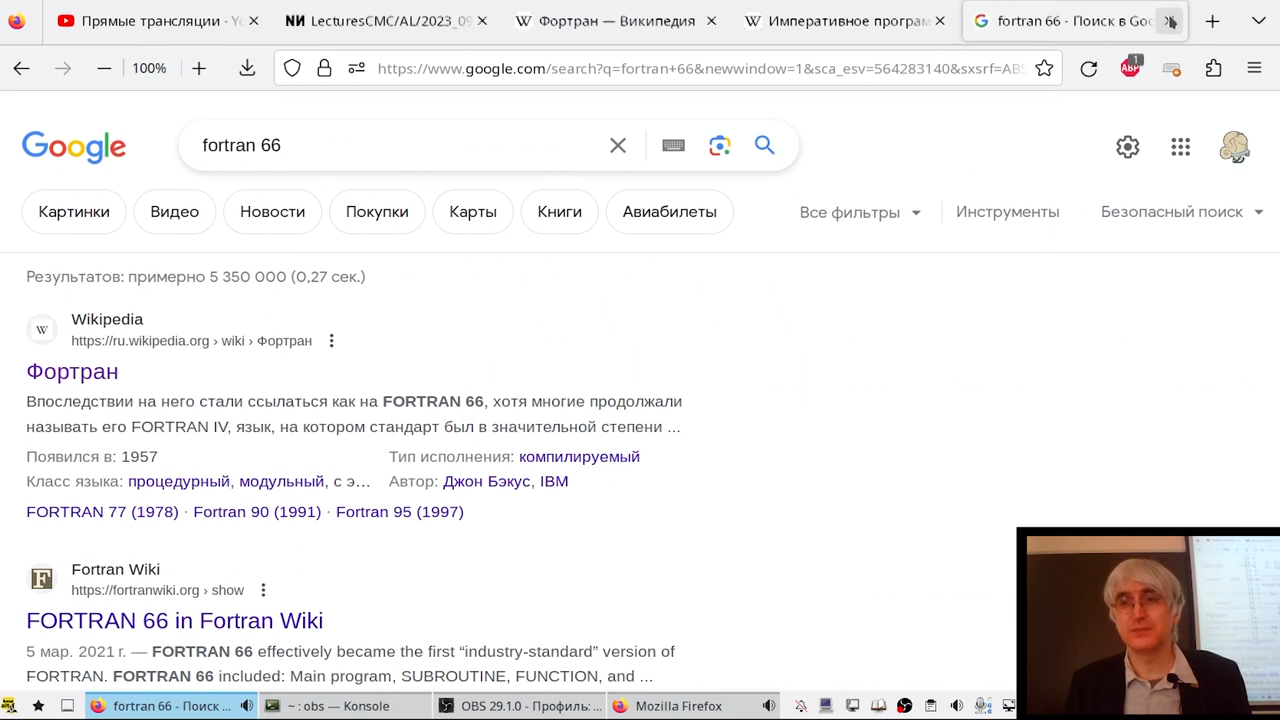 Прямые трансляции - Yo
LecturesCMC/AL/2023_09
Фортран — Википедия
Императивное програм
fortran 66 - Поиск в Goo
100%
https://www.google.com/search?q=fortran+66&newwindow=1&sca_esv=564283140&sxsrf=AB5
ABP
1
Google
fortran 66
Картинки
Видео
Новости
Покупки
Карты
Книги
Авиабилеты
Все фильтры
Инструменты
Безопасный поиск
Результатов: примерно 5 350 000 (0,27 сек.)
W
Wikipedia
https://ru.wikipedia.org › wiki › Фортран
Фортран
Впоследствии на него стали ссылаться как на FORTRAN 66, хотя многие продолжали
называть его FORTRAN IV, язык, на котором стандарт был в значительной степени ...
Появился в: 1957
Тип исполнения: компилируемый
Класс языка: процедурный, модульный, с э...
Автор: Джон Бэкус, IBM
FORTRAN 77 (1978) · Fortran 90 (1991) · Fortran 95 (1997)
F
Fortran Wiki
https://fortranwiki.org › show
FORTRAN 66 in Fortran Wiki
5 мар. 2021 г. — FORTRAN 66 effectively became the first “industry-standard” version of
FORTRAN. FORTRAN 66 included: Main program, SUBROUTINE, FUNCTION, and ...
fortran 66 - Поиск ...
~ : obs — Konsole
OBS 29.1.0 - Профиль: ...
Mozilla Firefox